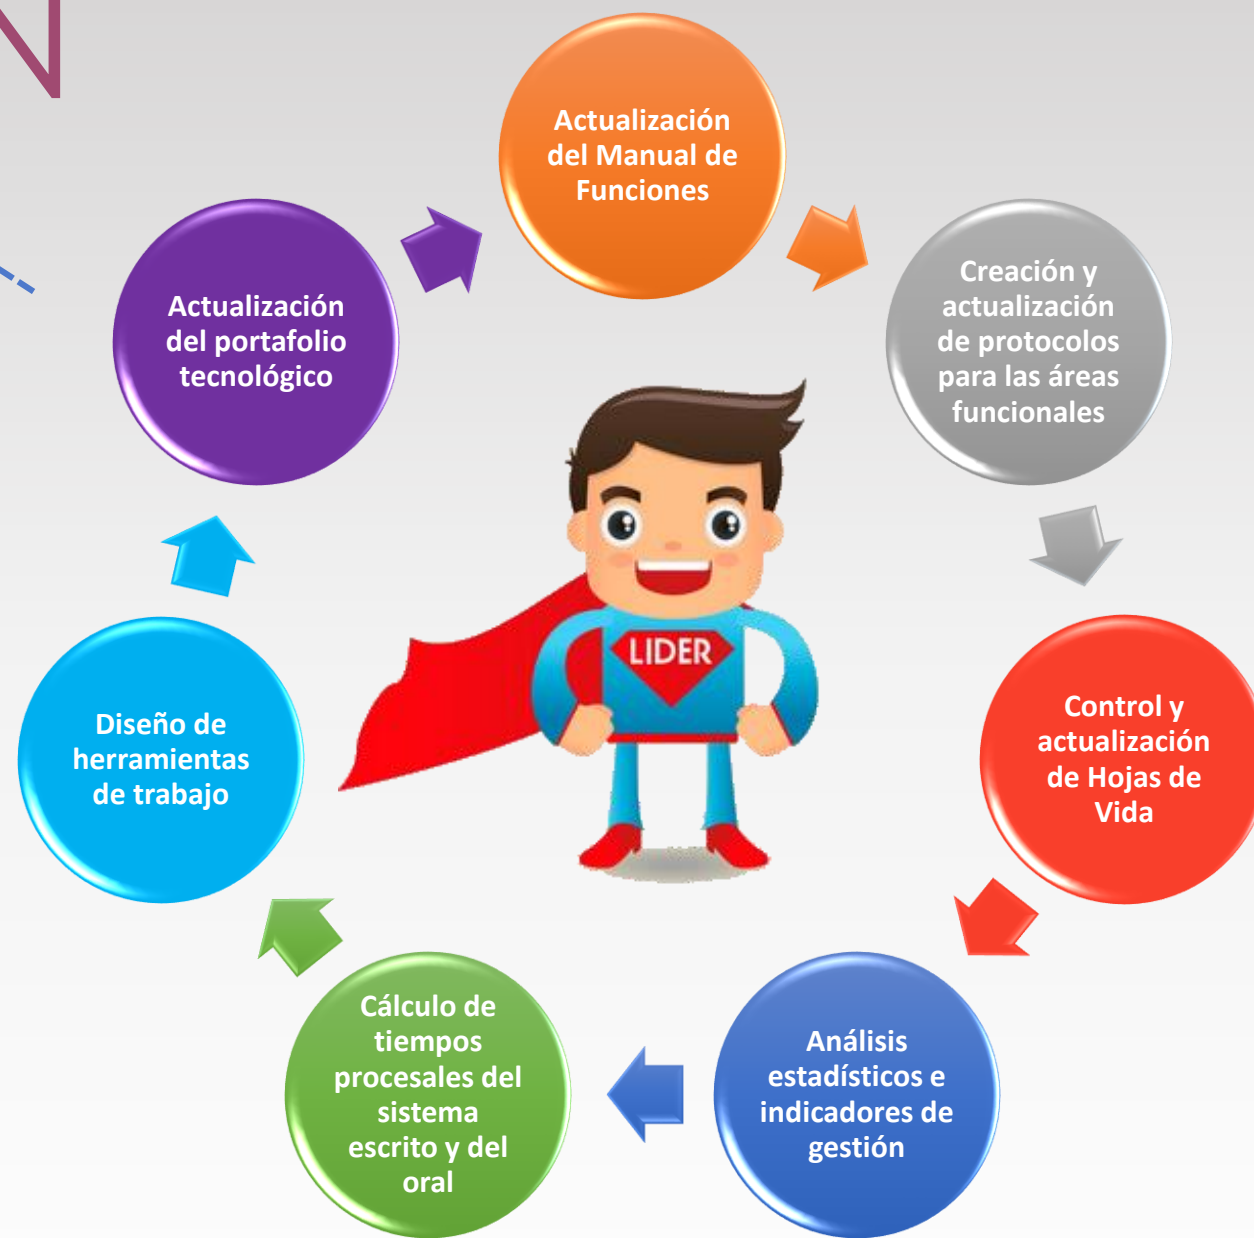 N
Actualización
del Manual de
Funciones
Creación y
actualización
de protocolos
para las áreas
funcionales
Control y
actualización
de Hojas de
Vida
Análisis
estadísticos e
indicadores de
gestión
Cálculo de
tiempos
procesales del
sistema
escrito y del
oral
Diseño de
herramientas
de trabajo
Actualización
del portafolio
tecnológico
LIDER